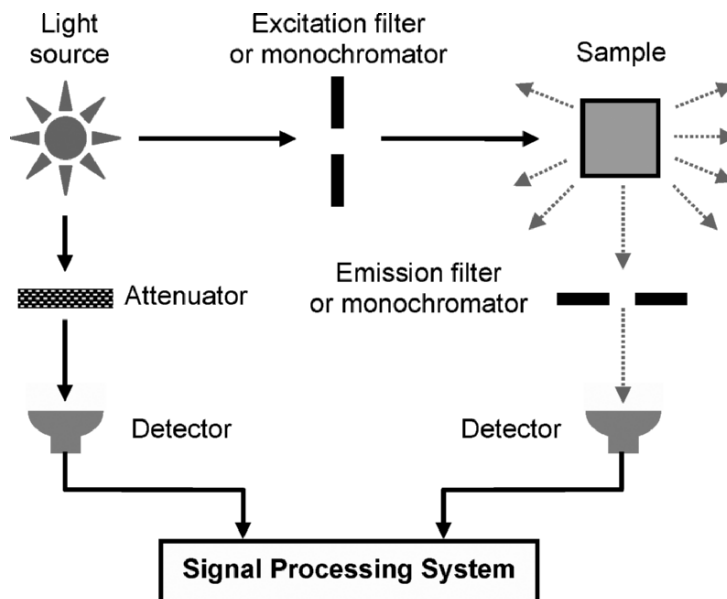 Light
source
Excitation filter
or monochromator
Sample
Attenuator
Emission filter
or monochromator
Detector
Detector
Signal Processing System